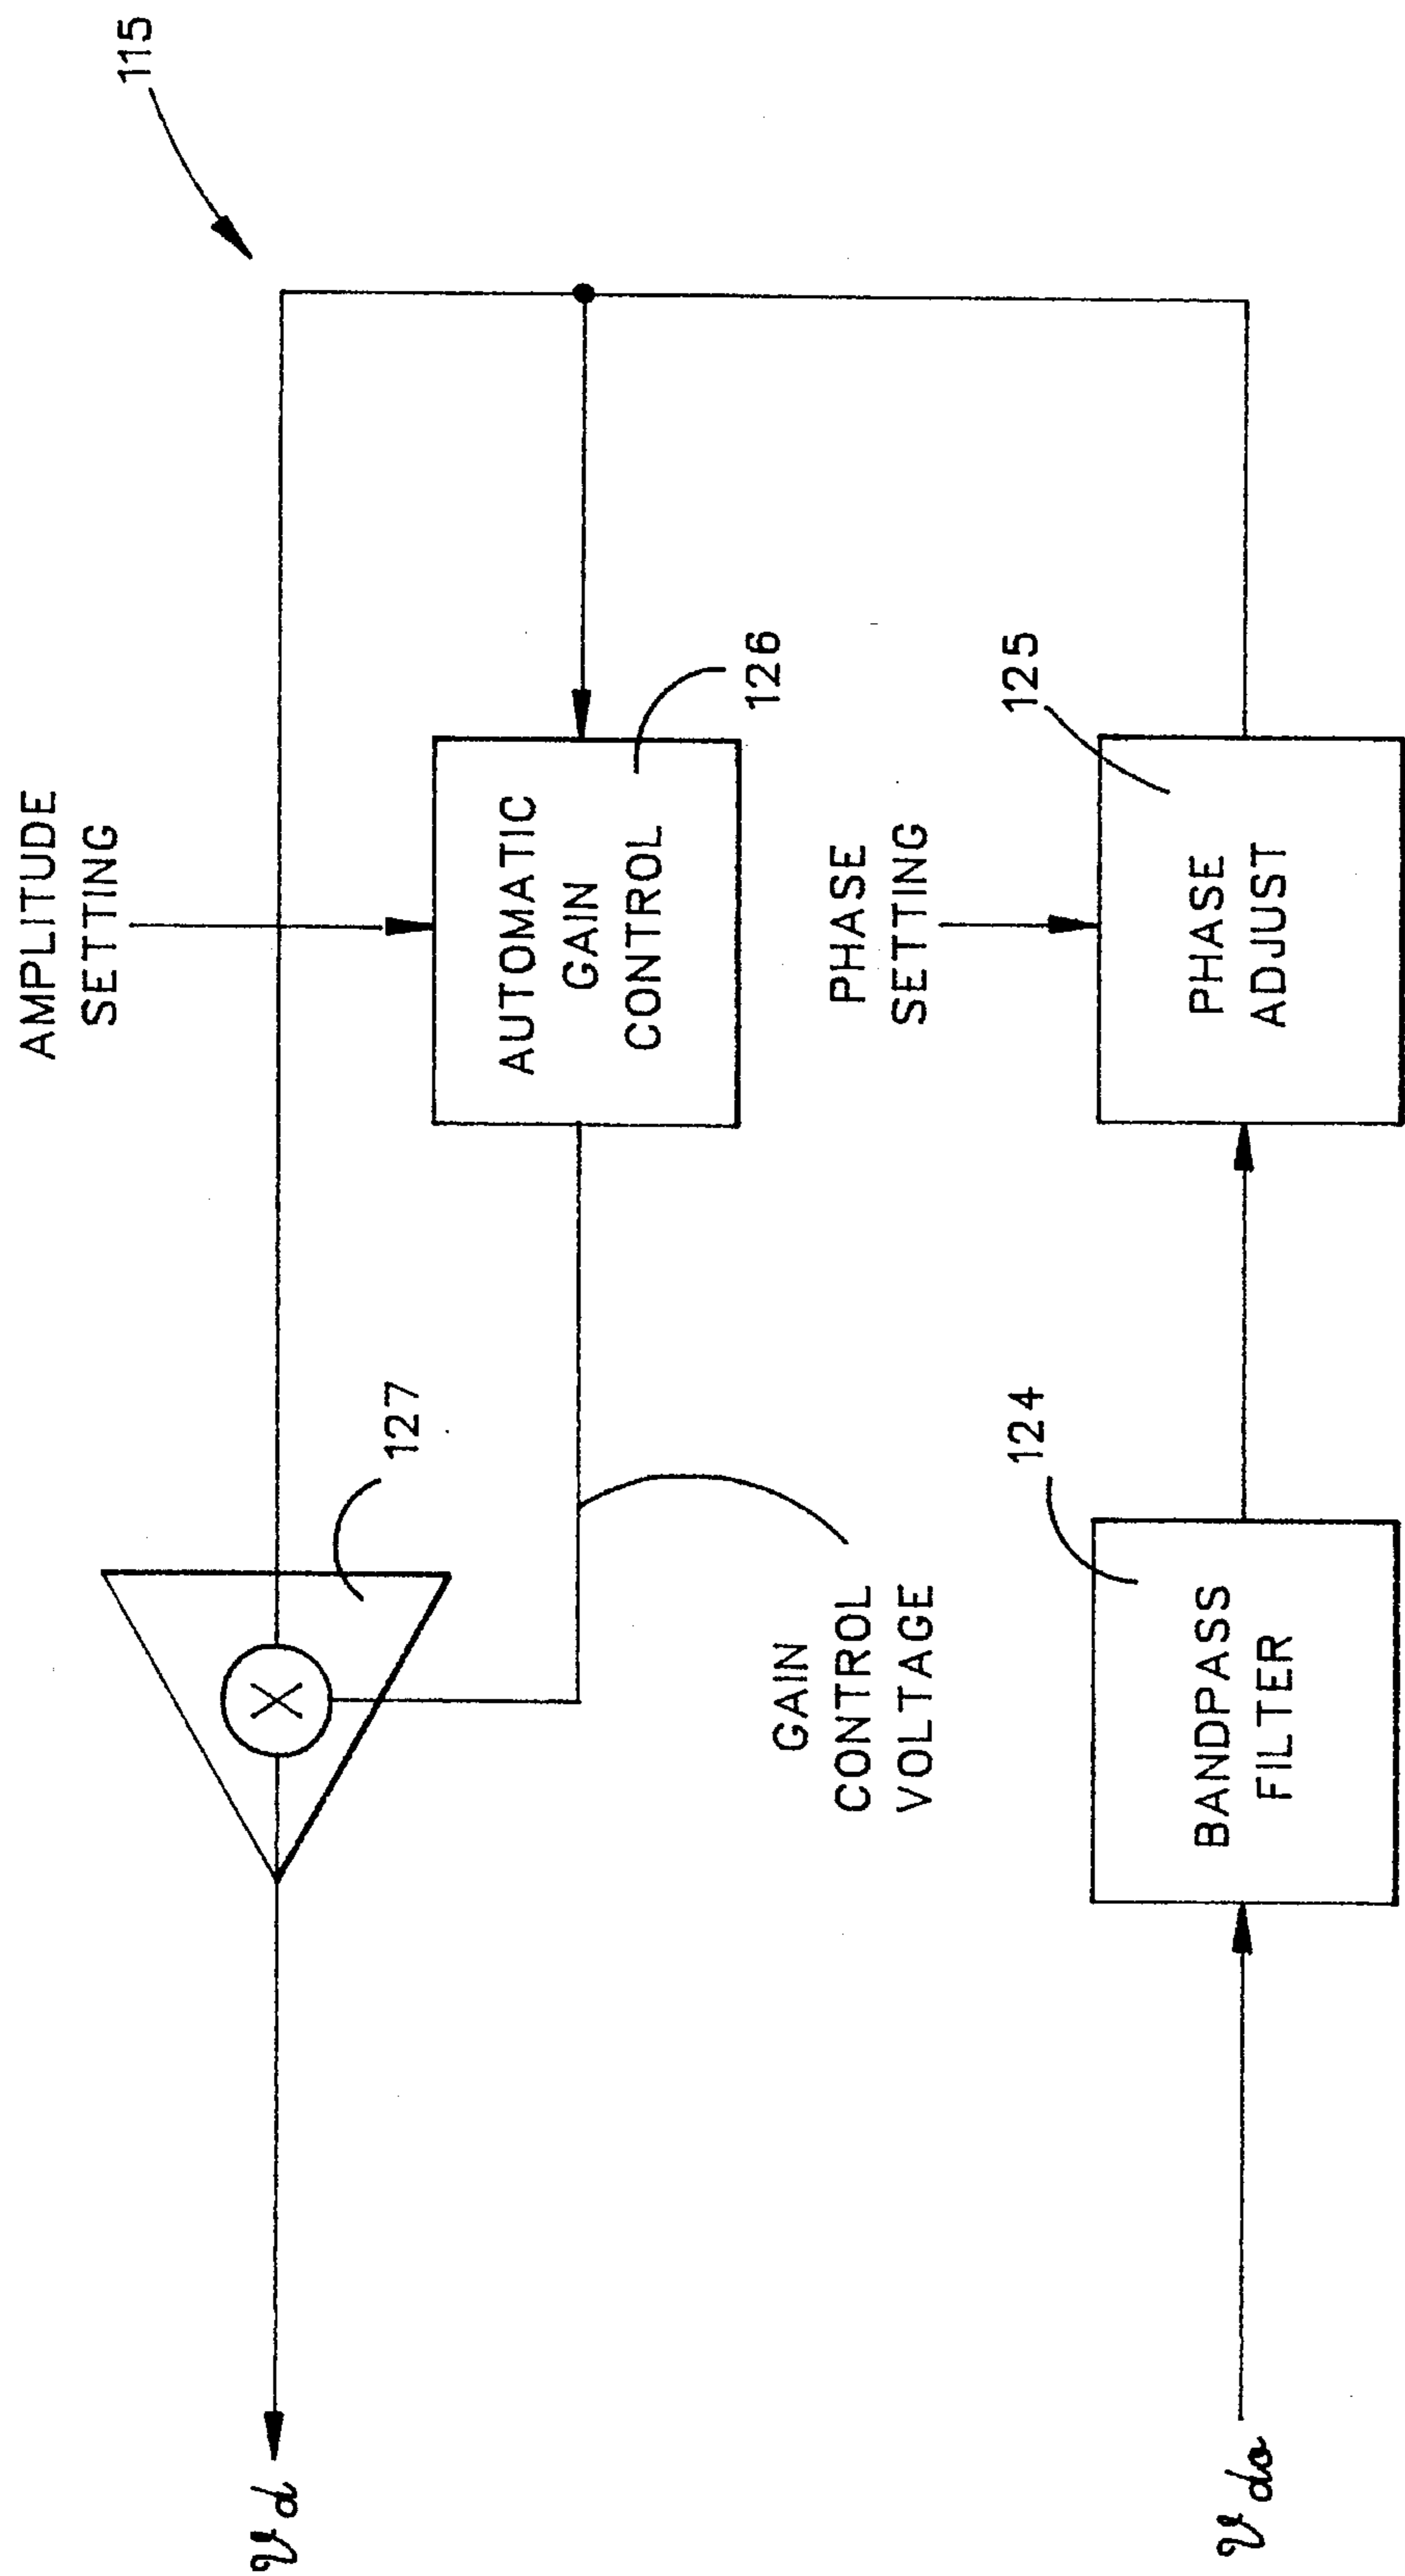 115
AMPLITUDE
SETTING
AUTOMATIC
GAIN
CONTROL
126
127
GAIN
CONTROL
VOLTAGE
PHASE
SETTING
125
PHASE
ADJUST
124
BANDPASS
FILTER
X
vd
vdo